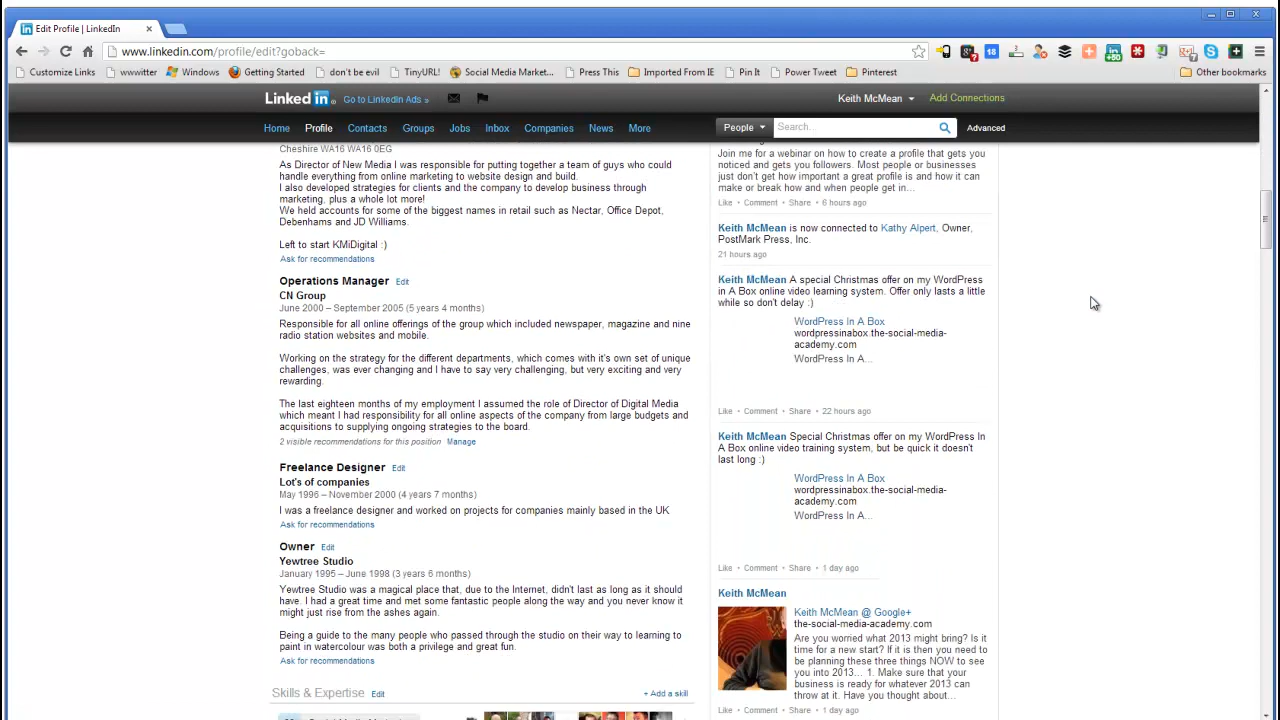 Edit Profile | LinkedIn
www.linkedin.com/profile/edit?goback=
Customize Links
wwwitter
Windows
Getting Started
don't be evil
TinyURL!
Social Media Market...
Press This
Imported From IE
Pin It
Power Tweet
Pinterest
Other bookmarks
Linked in
Go to LinkedIn Ads »
Keith McMean
Add Connections
Home
Profile
Contacts
Groups
Jobs
Inbox
Companies
News
More
People
Search...
Advanced
Cheshire WA16 WA16 0EG
As Director of New Media I was responsible for putting together a team of guys who could
handle everything from online marketing to website design and build.
I also developed strategies for clients and the company to develop business through
marketing, plus a whole lot more!
We held accounts for some of the biggest names in retail such as Nectar, Office Depot,
Debenhams and JD Williams.
Left to start KMiDigital :)
Ask for recommendations
Operations Manager Edit
CN Group
June 2000 – September 2005 (5 years 4 months)
Responsible for all online offerings of the group which included newspaper, magazine and nine
radio station websites and mobile.
Working on the strategy for the different departments, which comes with it's own set of unique
challenges, was ever changing and I have to say very challenging, but very exciting and very
rewarding.
The last eighteen months of my employment I assumed the role of Director of Digital Media
which meant I had responsibility for all online aspects of the company from large budgets and
acquisitions to supplying ongoing strategies to the board.
2 visible recommendations for this position Manage
Freelance Designer Edit
Lot's of companies
May 1996 – November 2000 (4 years 7 months)
I was a freelance designer and worked on projects for companies mainly based in the UK
Ask for recommendations
Owner Edit
Yewtree Studio
January 1995 – June 1998 (3 years 6 months)
Yewtree Studio was a magical place that, due to the Internet, didn't last as long as it should
have. I had a great time and met some fantastic people along the way and you never know it
might just rise from the ashes again.
Being a guide to the many people who passed through the studio on their way to learning to
paint in watercolour was both a privilege and great fun.
Ask for recommendations
Skills & Expertise Edit
+ Add a skill
Join me for a webinar on how to create a profile that gets you
noticed and gets you followers. Most people or businesses
just don't get how important a great profile is and how it can
make or break how and when people get in...
Like • Comment • Share • 6 hours ago
Keith McMean is now connected to Kathy Alpert, Owner,
PostMark Press, Inc.
21 hours ago
Keith McMean A special Christmas offer on my WordPress
in A Box online video learning system. Offer only lasts a little
while so don't delay :)
WordPress In A Box
wordpressinabox.the-social-media-
academy.com
WordPress In A...
Like • Comment • Share • 22 hours ago
Keith McMean Special Christmas offer on my WordPress In
A Box online video training system, but be quick it doesn't
last long :)
WordPress In A Box
wordpressinabox.the-social-media-
academy.com
WordPress In A...
Like • Comment • Share • 1 day ago
Keith McMean
Keith McMean @ Google+
the-social-media-academy.com
Are you worried what 2013 might bring? Is it
time for a new start? If it is then you need to
be planning these three things NOW to see
you into 2013... 1. Make sure that your
business is ready for whatever 2013 can
throw at it. Have you thought about...
Like • Comment • Share • 1 day ago